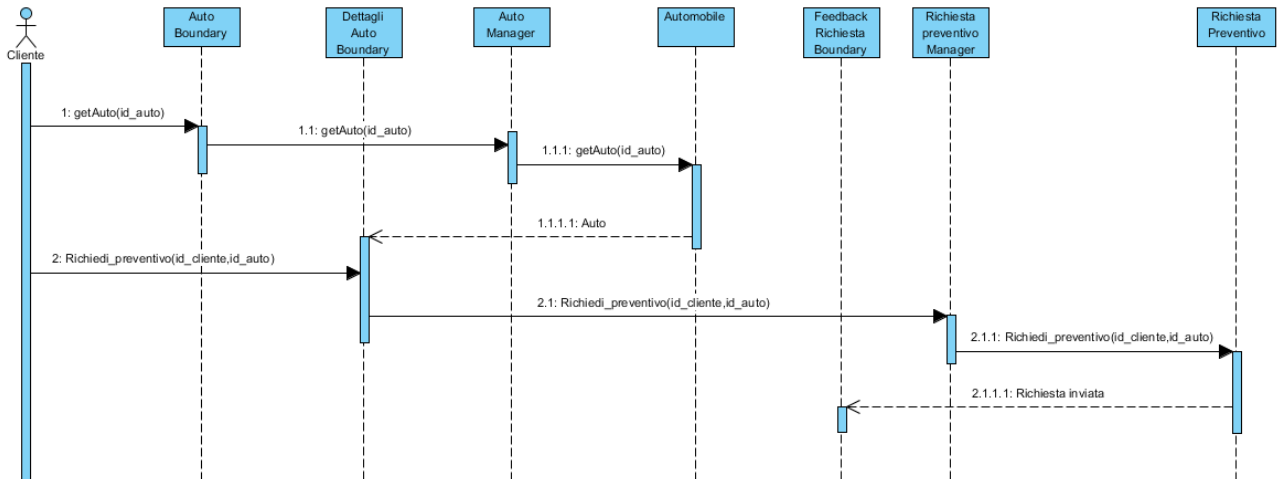 Cliente
Auto
Boundary
Dettagli
Auto
Boundary
Auto
Manager
Automobile
Feedback
Richiesta
Boundary
Richiesta
preventivo
Manager
Richiesta
Preventivo
1: getAuto(id_auto)
1.1: getAuto(id_auto)
1.1.1: getAuto(id_auto)
1.1.1.1: Auto
2: Richiedi_preventivo(id_cliente,id_auto)
2.1: Richiedi_preventivo(id_cliente,id_auto)
2.1.1: Richiedi_preventivo(id_cliente,id_auto)
2.1.1.1: Richiesta inviata